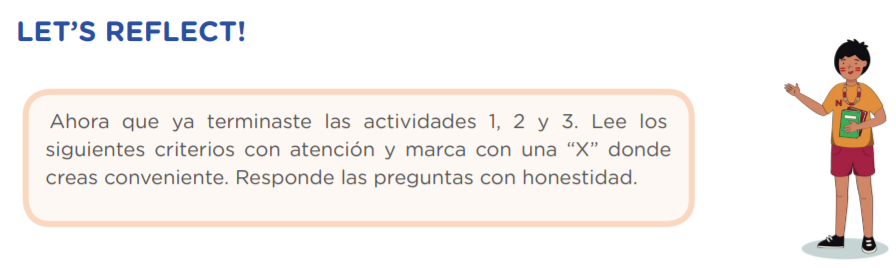 LET'S REFLECT!
Ahora que ya terminaste las actividades 1, 2 y 3. Lee los
siguientes criterios con atención y marca con una “X” donde
creas conveniente. Responde las preguntas con honestidad.
N